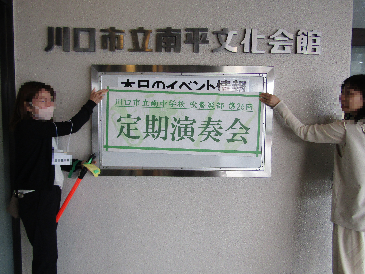 川口市立南平文化会館
本日のイベント情報
川口市立南中学校 吹奏楽部 第26回
定期演奏会